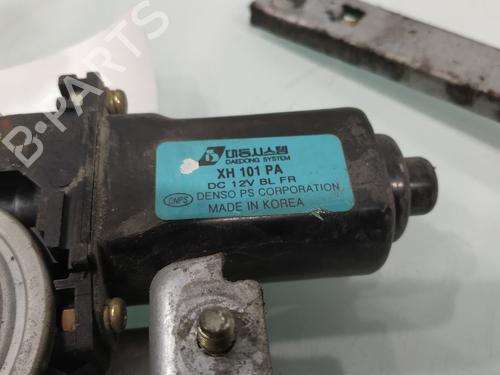 B-PARTS
대동시스템
DAEDONG SYSTEM
XH 101 PA
DC 12V BL FR
DNPS
DENSO PS CORPORATION
MADE IN KOREA